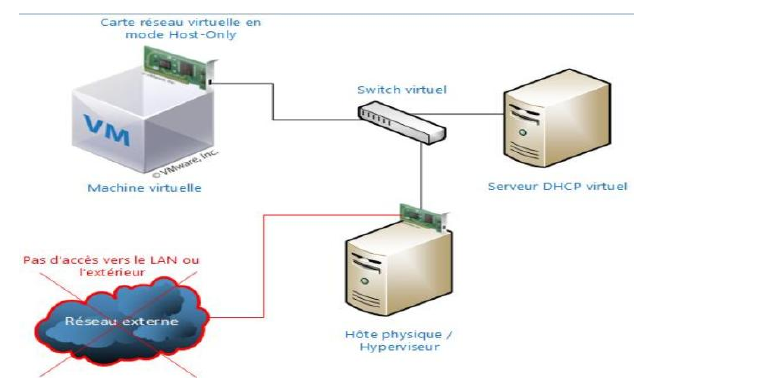 Carte réseau virtuelle en
mode Host-Only
Switch virtuel
VM
© VMware, Inc.
Machine virtuelle
Serveur DHCP virtuel
Pas d'accès vers le LAN ou
l'extérieur
Réseau externe
Hôte physique /
Hyperviseur